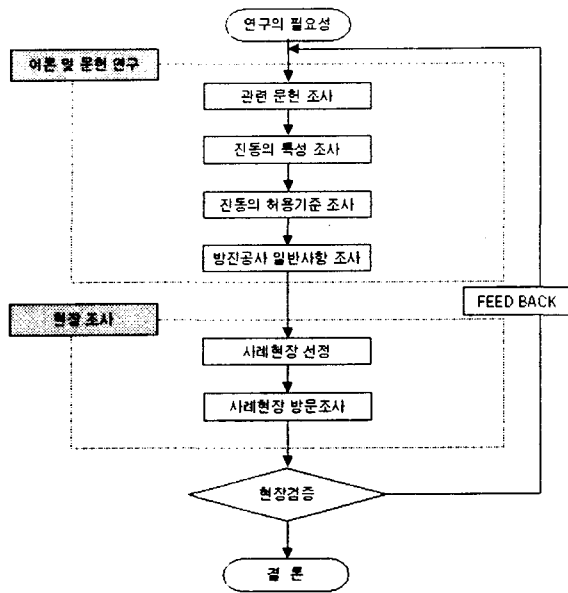 연구의 필요성
이론 및 문헌 연구
관련 문헌 조사
진동의 특성 조사
진동의 허용기준 조사
방진공사 일반사항 조사
FEED BACK
현장 조사
사례현장 선정
사례현장 방문조사
현장검증
결 론